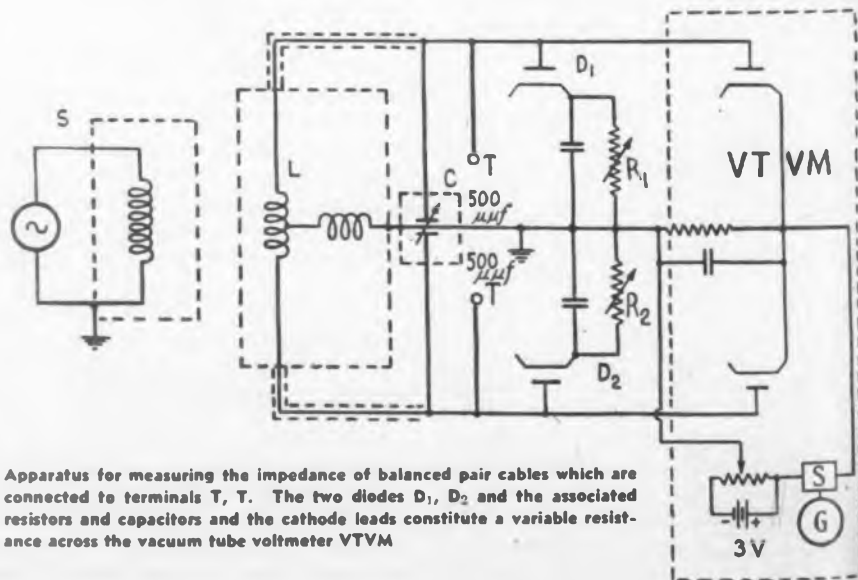 S
L
C
T
500
μμf
500
μμf
T
D₁
R₁
R₂
D₂
VT VM
S
G
- +
3V
Apparatus for measuring the impedance of balanced pair cables which are
connected to terminals T, T. The two diodes D₁, D₂ and the associated
resistors and capacitors and the cathode leads constitute a variable resist-
ance across the vacuum tube voltmeter VTVM